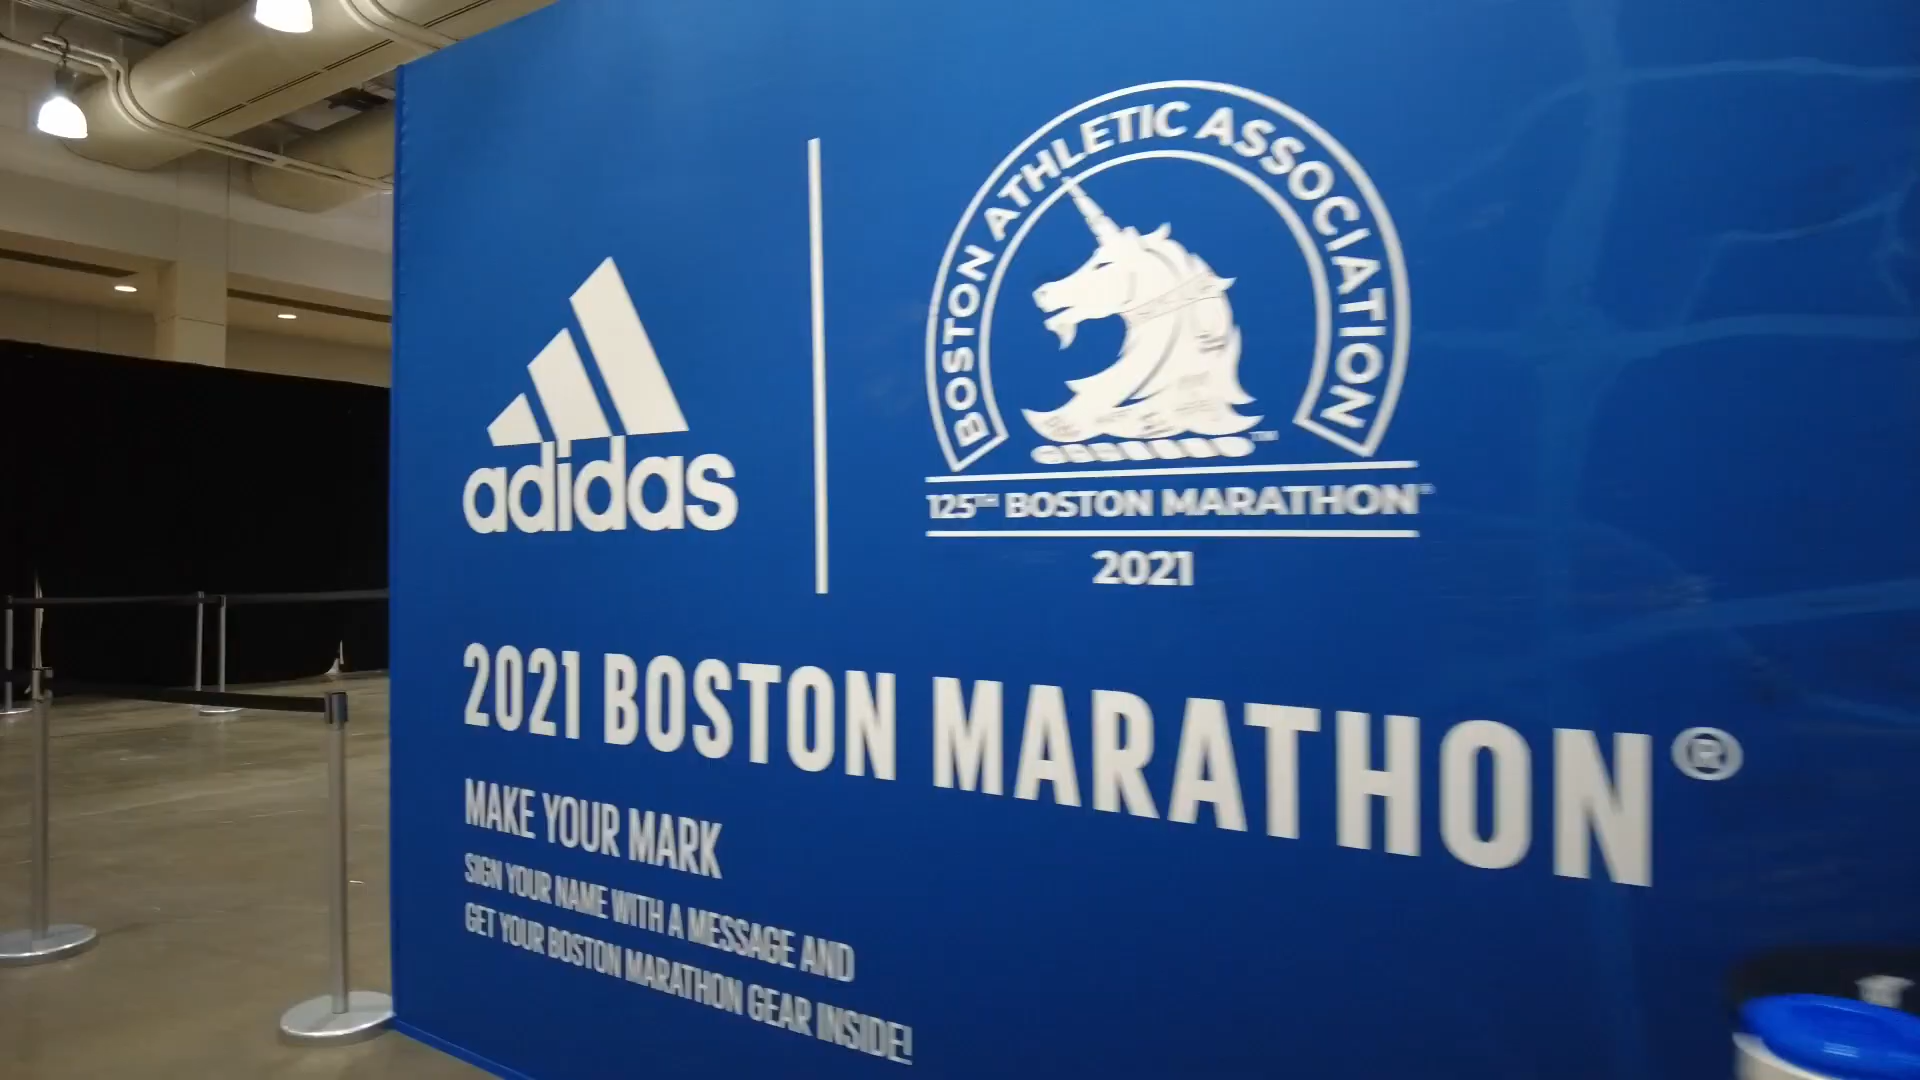 adidas
BOSTON ATHLETIC ASSOCIATION
TM
125TH BOSTON MARATHON®
2021
2021 BOSTON MARATHON®
MAKE YOUR MARK
SIGN YOUR NAME WITH A MESSAGE AND
GET YOUR BOSTON MARATHON GEAR INSIDE!